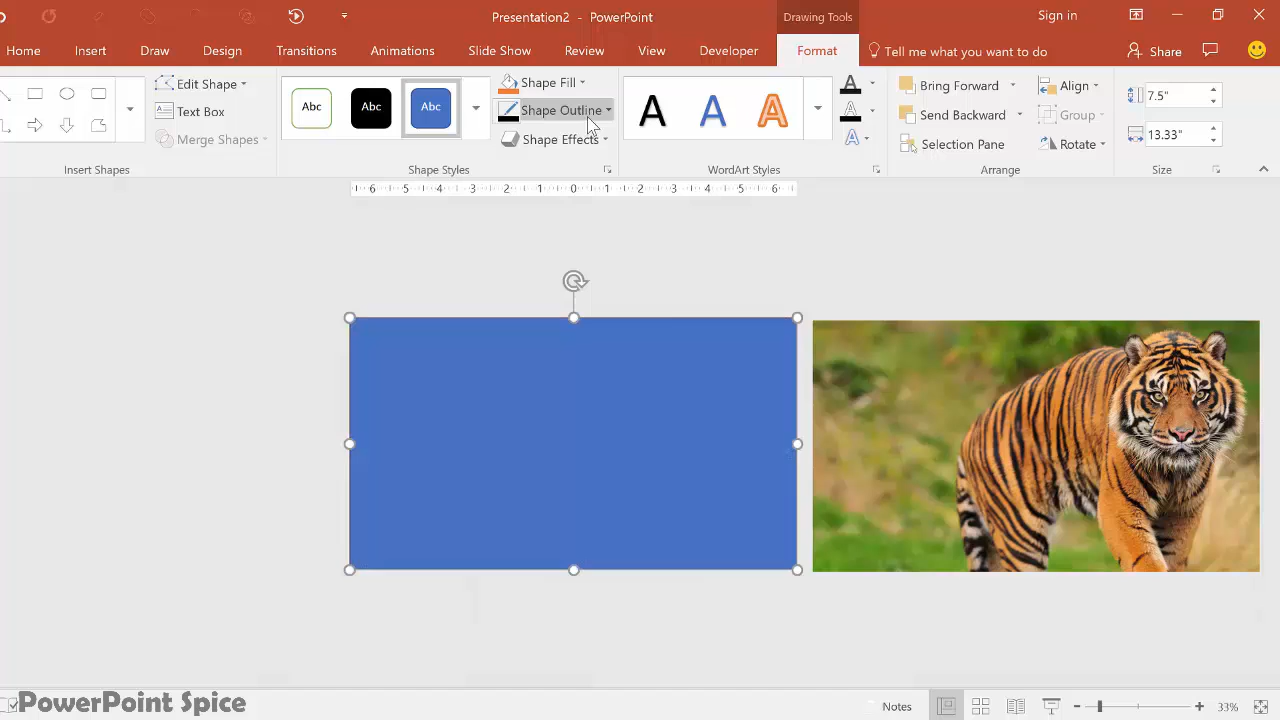 Presentation2 - PowerPoint
Drawing Tools
Sign in
Home Insert Draw Design Transitions Animations Slide Show Review View Developer Format Tell me what you want to do Share
Edit Shape
Text Box
Merge Shapes
Insert Shapes
Abc Abc Abc
Shape Fill
Shape Outline
Shape Effects
Shape Styles
A A A
A
A
A
WordArt Styles
Bring Forward
Send Backward
Selection Pane
Align
Group
Rotate
Arrange
7.5"
13.33"
Size
6 5 4 3 2 1 0 1 2 3 4 5 6
PowerPoint Spice
Notes
33%